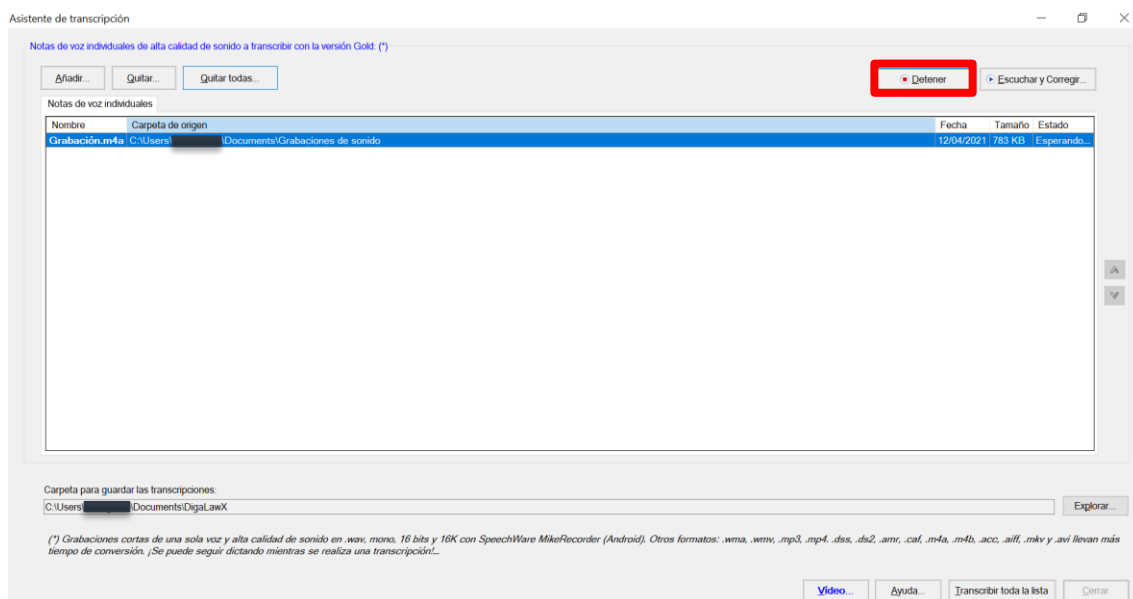 Asistente de transcripción
Notas de voz individuales de alta calidad de sonido a transcribir con la versión Gold: (*)
Añadir... Quitar... Quitar todas... Detener Escuchar y Corregir...
Notas de voz individuales
Nombre Carpeta de origen Fecha Tamaño Estado
Grabación.m4a C:\Users\ \Documents\Grabaciones de sonido 12/04/2021 783 KB Esperando...
Carpeta para guardar las transcripciones:
C:\Users\ \Documents\DigaLawX Explorar...
(*) Grabaciones cortas de una sola voz y alta calidad de sonido en .wav, mono, 16 bits y 16K con SpeechWare MikeRecorder (Android). Otros formatos: .wma, .wmv, .mp3, .mp4. .dss, .ds2, .amr, .caf, .m4a, .m4b, .acc, .aiff, .mkv y .avi llevan más
tiempo de conversión. ¡Se puede seguir dictando mientras se realiza una transcripción!...
Vídeo... Ayuda... Transcribir toda la lista Cerrar